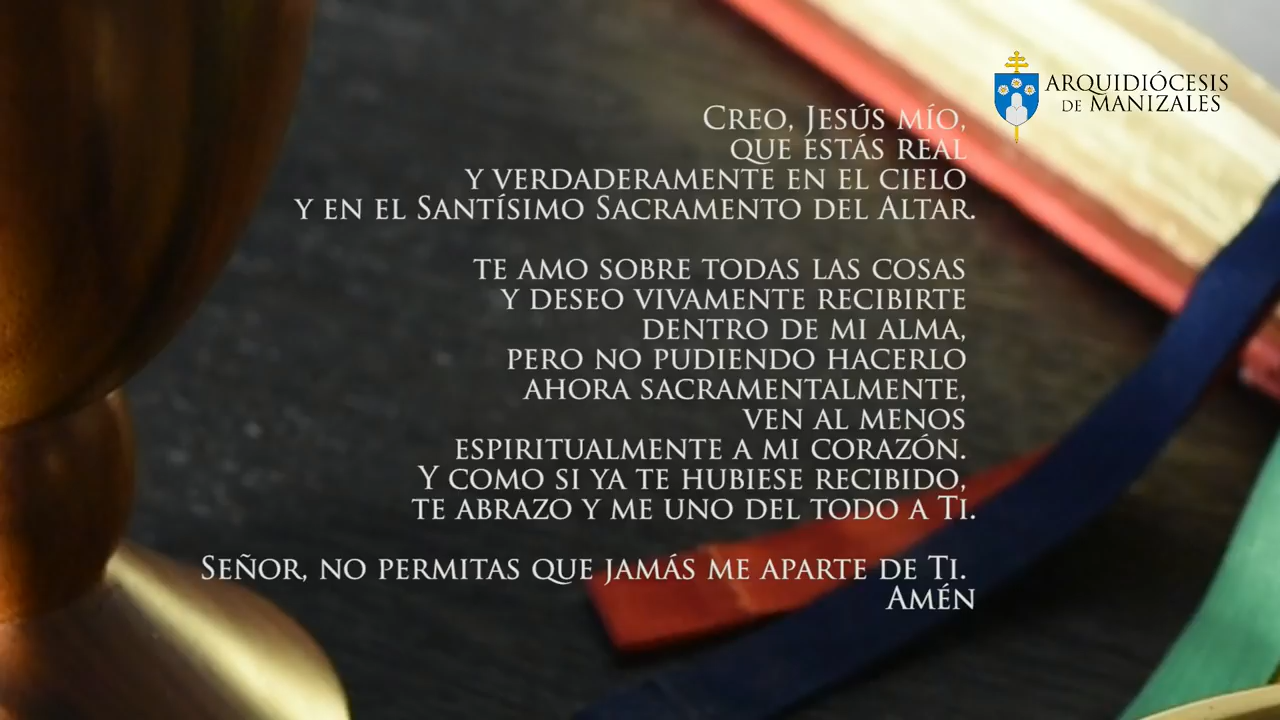 ARQUIDIÓCESIS
DE MANIZALES
CREO, JESÚS MÍO,
QUE ESTÁS REAL
Y VERDADERAMENTE EN EL CIELO
Y EN EL SANTÍSIMO SACRAMENTO DEL ALTAR.
TE AMO SOBRE TODAS LAS COSAS
Y DESEO VIVAMENTE RECIBIRTE
DENTRO DE MI ALMA,
PERO NO PUDIENDO HACERLO
AHORA SACRAMENTALMENTE,
VEN AL MENOS
ESPIRITUALMENTE A MI CORAZÓN.
Y COMO SI YA TE HUBIESE RECIBIDO,
TE ABRAZO Y ME UNO DEL TODO A TI.
SEÑOR, NO PERMITAS QUE JAMÁS ME APARTE DE TI.
AMÉN